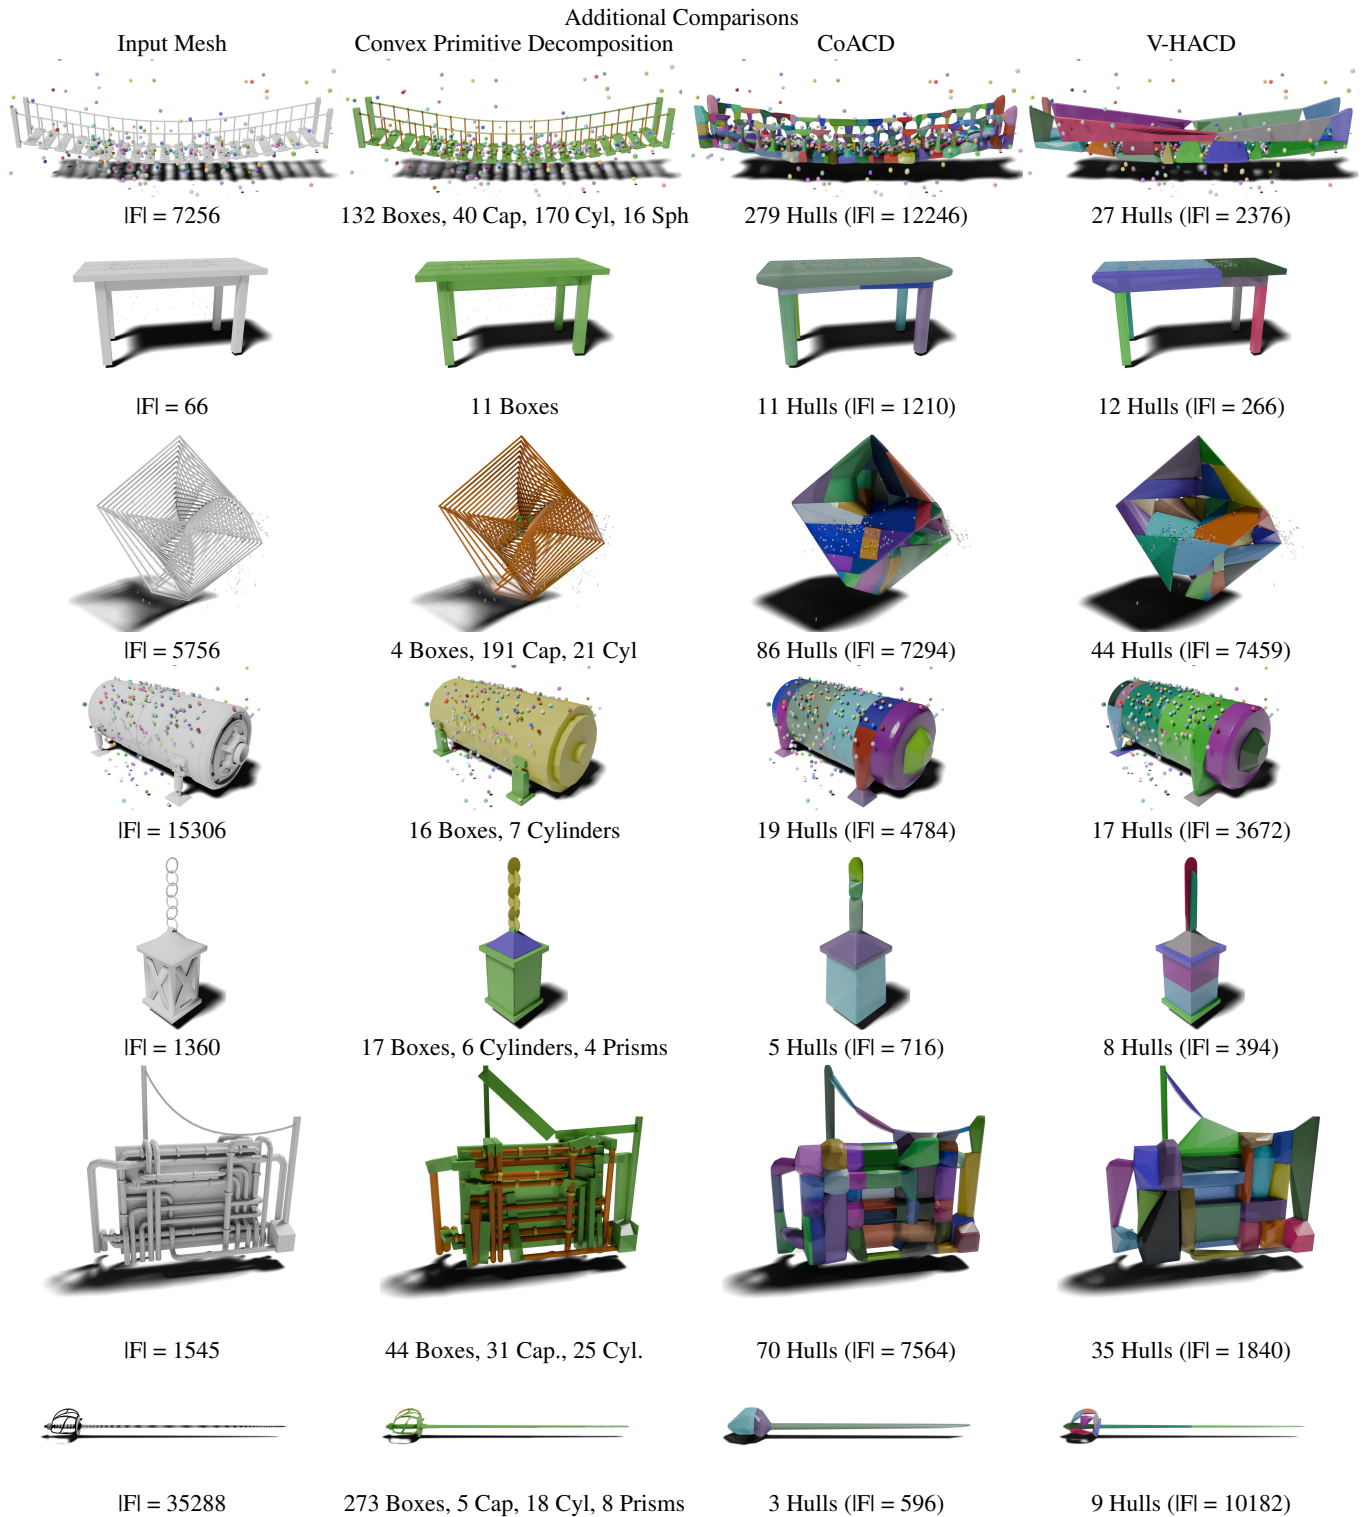 Additional Comparisons
Input Mesh Convex Primitive Decomposition CoACD V-HACD
|F| = 7256 132 Boxes, 40 Cap, 170 Cyl, 16 Sph 279 Hulls (|F| = 12246) 27 Hulls (|F| = 2376)
|F| = 66 11 Boxes 11 Hulls (|F| = 1210) 12 Hulls (|F| = 266)
|F| = 5756 4 Boxes, 191 Cap, 21 Cyl 86 Hulls (|F| = 7294) 44 Hulls (|F| = 7459)
|F| = 15306 16 Boxes, 7 Cylinders 19 Hulls (|F| = 4784) 17 Hulls (|F| = 3672)
|F| = 1360 17 Boxes, 6 Cylinders, 4 Prisms 5 Hulls (|F| = 716) 8 Hulls (|F| = 394)
|F| = 1545 44 Boxes, 31 Cap., 25 Cyl. 70 Hulls (|F| = 7564) 35 Hulls (|F| = 1840)
|F| = 35288 273 Boxes, 5 Cap, 18 Cyl, 8 Prisms 3 Hulls (|F| = 596) 9 Hulls (|F| = 10182)